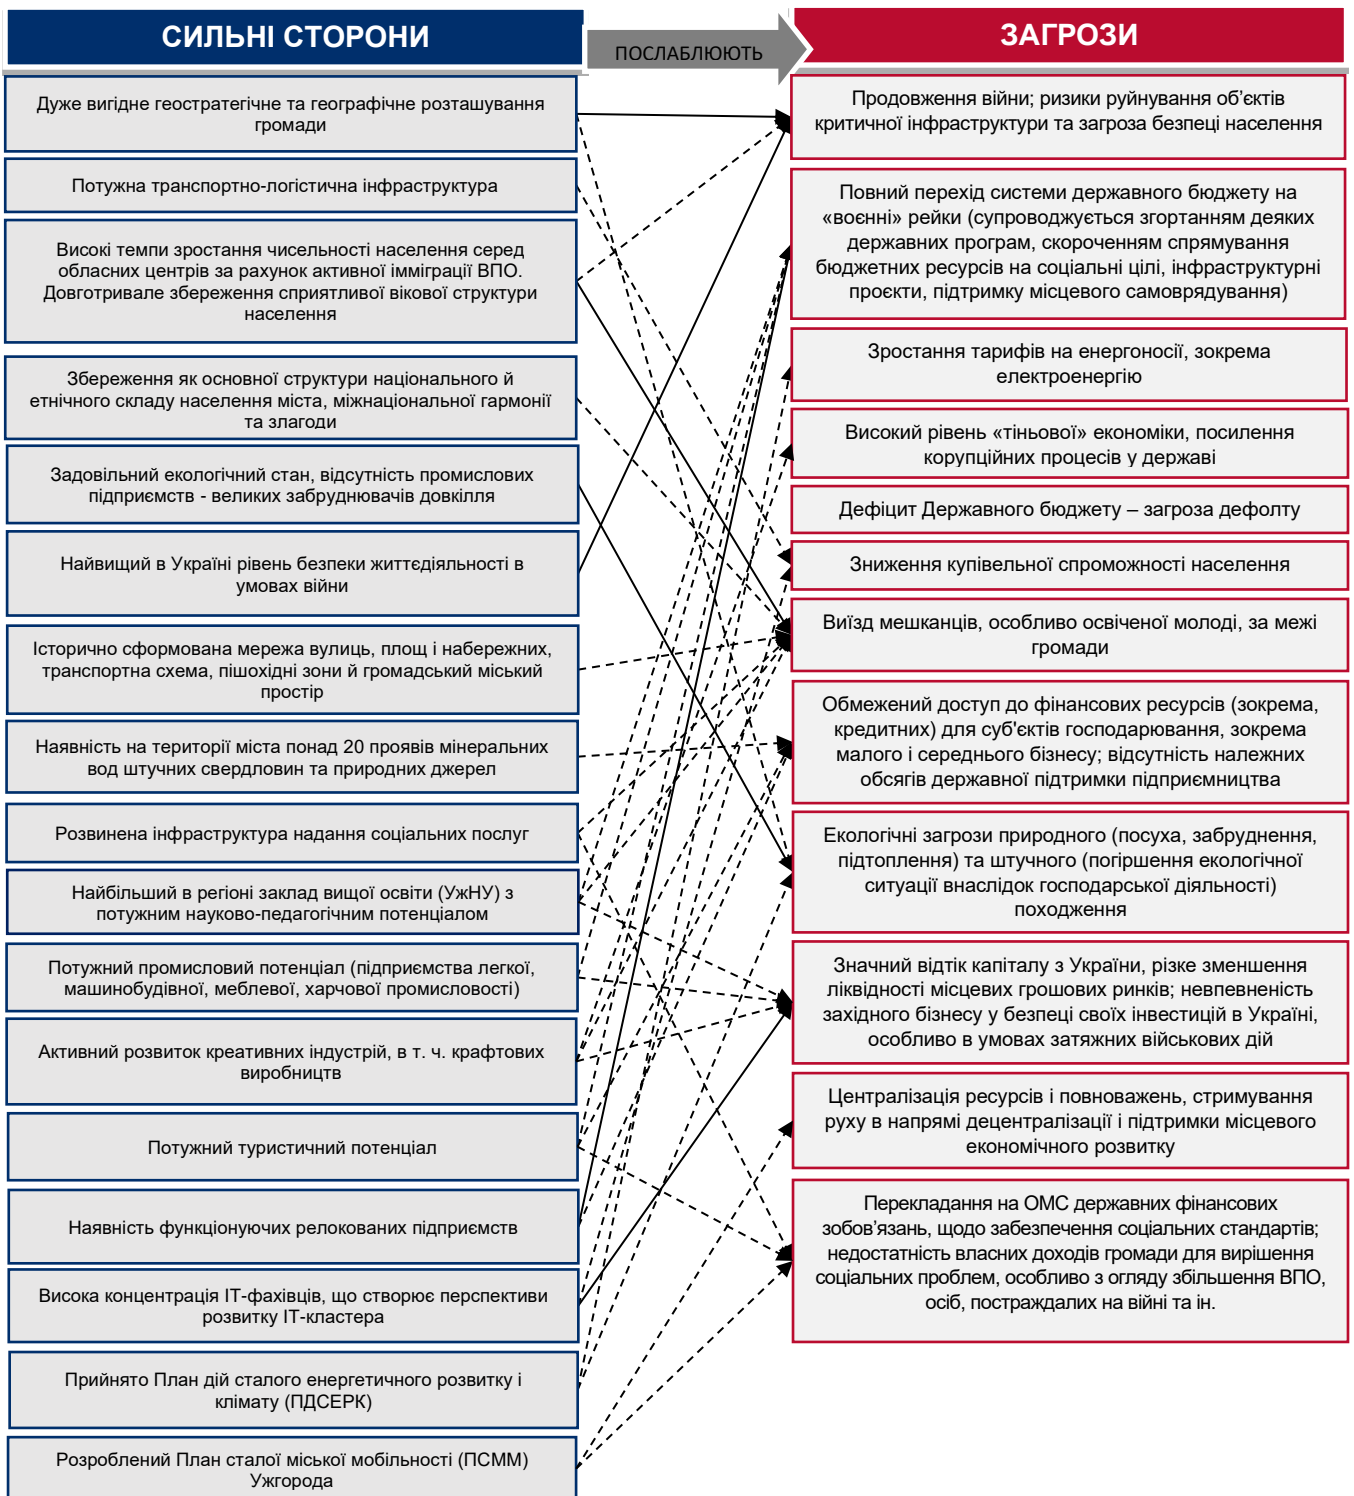 СИЛЬНІ СТОРОНИ
ПОСЛАБЛЮЮТЬ
ЗАГРОЗИ
Дуже вигідне геостратегічне та географічне розташування
громади
Потужна транспортно-логістична інфраструктура
Високі темпи зростання чисельності населення серед
обласних центрів за рахунок активної імміграції ВПО.
Довготривале збереження сприятливої вікової структури
населення
Збереження як основної структури національного й
етнічного складу населення міста, міжнаціональної гармонії
та злагоди
Задовільний екологічний стан, відсутність промислових
підприємств - великих забруднювачів довкілля
Найвищий в Україні рівень безпеки життєдіяльності в
умовах війни
Історично сформована мережа вулиць, площ і набережних,
транспортна схема, пішохідні зони й громадський міський
простір
Наявність на території міста понад 20 проявів мінеральних
вод штучних свердловин та природних джерел
Розвинена інфраструктура надання соціальних послуг
Найбільший в регіоні заклад вищої освіти (УжНУ) з
потужним науково-педагогічним потенціалом
Потужний промисловий потенціал (підприємства легкої,
машинобудівної, меблевої, харчової промисловості)
Активний розвиток креативних індустрій, в т. ч. крафтових
виробництв
Потужний туристичний потенціал
Наявність функціонуючих релокованих підприємств
Висока концентрація ІТ-фахівців, що створює перспективи
розвитку ІТ-кластера
Прийнято План дій сталого енергетичного розвитку і
клімату (ПДСЕРК)
Розроблений План сталої міської мобільності (ПСММ)
Ужгорода
Продовження війни; ризики руйнування об’єктів
критичної інфраструктури та загроза безпеці населення
Повний перехід системи державного бюджету на
«воєнні» рейки (супроводжується згортанням деяких
державних програм, скороченням спрямування
бюджетних ресурсів на соціальні цілі, інфраструктурні
проєкти, підтримку місцевого самоврядування)
Зростання тарифів на енергоносії, зокрема
електроенергію
Високий рівень «тіньової» економіки, посилення
корупційних процесів у державі
Дефіцит Державного бюджету – загроза дефолту
Зниження купівельної спроможності населення
Виїзд мешканців, особливо освіченої молоді, за межі
громади
Обмежений доступ до фінансових ресурсів (зокрема,
кредитних) для суб'єктів господарювання, зокрема
малого і середнього бізнесу; відсутність належних
обсягів державної підтримки підприємництва
Екологічні загрози природного (посуха, забруднення,
підтоплення) та штучного (погіршення екологічної
ситуації внаслідок господарської діяльності)
походження
Значний відтік капіталу з України, різке зменшення
ліквідності місцевих грошових ринків; невпевненість
західного бізнесу у безпеці своїх інвестицій в Україні,
особливо в умовах затяжних військових дій
Централізація ресурсів і повноважень, стримування
руху в напрямі децентралізації і підтримки місцевого
економічного розвитку
Перекладання на ОМС державних фінансових
зобов’язань, щодо забезпечення соціальних стандартів;
недостатність власних доходів громади для вирішення
соціальних проблем, особливо з огляду збільшення ВПО,
осіб, постраждалих на війні та ін.